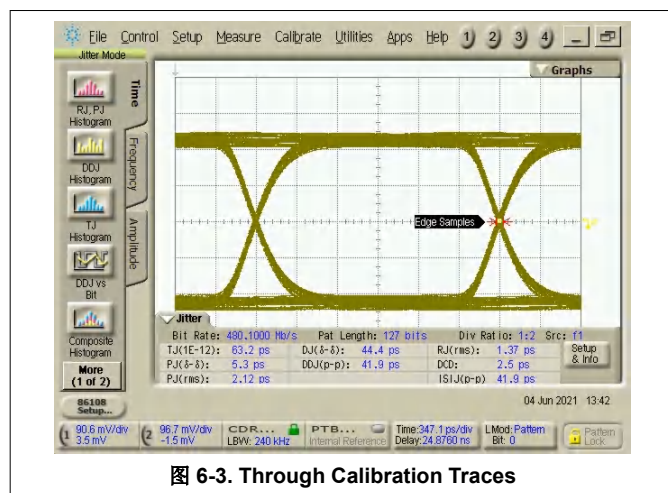 File Control Setup Measure Calibrate Utilities Apps Help 1 2 3 4
Jitter Mode
Graphs
Time
Frequency
Amplitude
RJ, PJ
Histogram
DDJ
Histogram
TJ
Histogram
DDJ vs
Bit
Composite
Histogram
More
(1 of 2)
86108
Setup...
Edge Samples
Jitter
Bit Rate: 480.1000 Mb/s Pat Length: 127 bits Div Ratio: 1:2 Src: f1
TJ(1E-12): 63.2 ps DJ(δ-δ): 44.4 ps RJ(rms): 1.37 ps
PJ(δ-δ): 5.3 ps DDJ(p-p): 41.9 ps DCD: 2.5 ps
PJ(rms): 2.12 ps ISIJ(p-p) 41.9 ps
Setup
& Info
04 Jun 2021 13:42
1 90.6 mV/div
3.5 mV
2 96.7 mV/div
-1.5 mV
CDR...
LBW: 240 kHz
PTB...
Internal Reference
Time:347.1 ps/div
Delay:24.8760 ns
LMod: Pattern
Bit: 0
Pattern
Lock
图 6-3. Through Calibration Traces